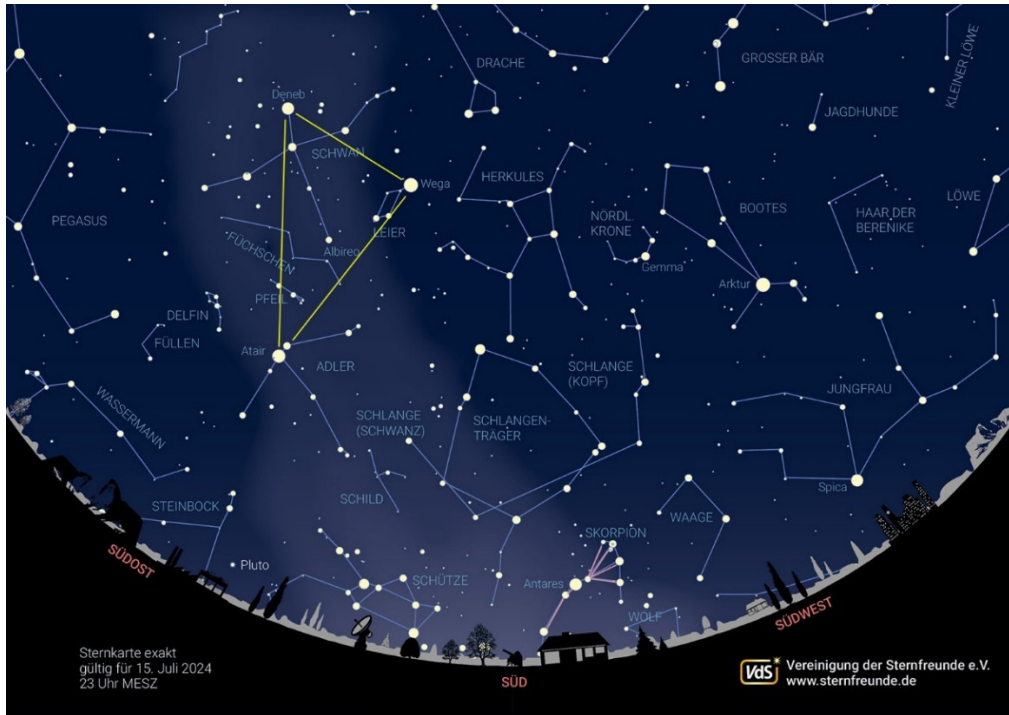 DRACHE
GROSSER BÄR
KLEINER LÖWE
Deneb
JAGDHUNDE
SCHWAN
Wega
HERKULES
LÖWE
PEGASUS
NÖRDL.
KRONE
BOOTES
HAAR DER
BERENIKE
LEIER
FÜCHSCHEN
Albireo
Gemma
Arktur
PFEIL
DELFIN
FÜLLEN
Atair
ADLER
SCHLANGE
(KOPF)
JUNGFRAU
WASSERMANN
SCHLANGE
(SCHWANZ)
SCHLANGEN-
TRÄGER
Spica
STEINBOCK
SCHILD
WAAGE
SKORPION
SÜDOST
Pluto
SCHÜTZE
Antares
WOLF
SÜDWEST
Sternkarte exakt
gültig für 15. Juli 2024
23 Uhr MESZ
SÜD
VdS
Vereinigung der Sternfreunde e.V.
www.sternfreunde.de